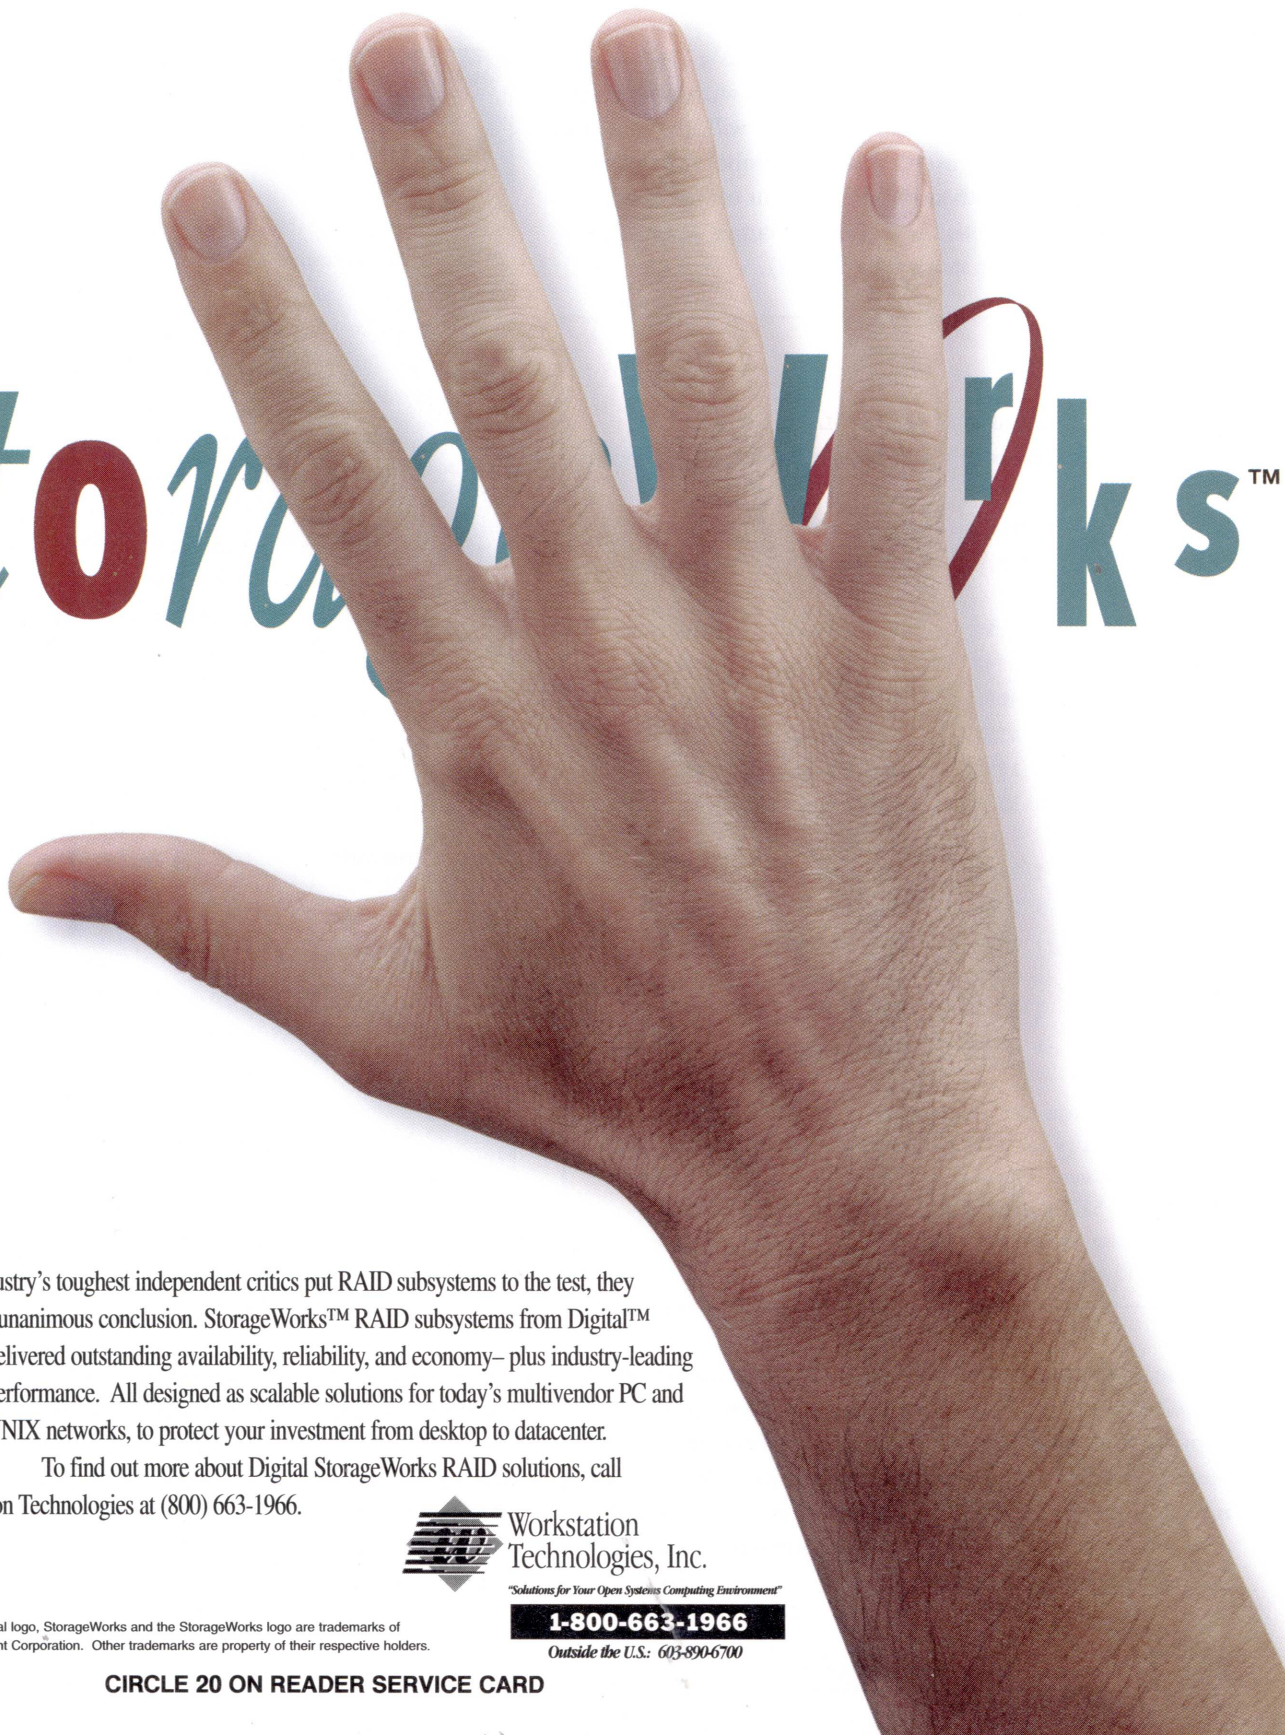 torageWorks™
ustry's toughest independent critics put RAID subsystems to the test, they
unanimous conclusion. StorageWorks™ RAID subsystems from Digital™
elivered outstanding availability, reliability, and economy– plus industry-leading
erformance. All designed as scalable solutions for today's multivendor PC and
NIX networks, to protect your investment from desktop to datacenter.
To find out more about Digital StorageWorks RAID solutions, call
on Technologies at (800) 663-1966.
Workstation
Technologies, Inc.
"Solutions for Your Open Systems Computing Environment"
1-800-663-1966
Outside the U.S.: 603-890-6700
al logo, StorageWorks and the StorageWorks logo are trademarks of
nt Corporation. Other trademarks are property of their respective holders.
CIRCLE 20 ON READER SERVICE CARD